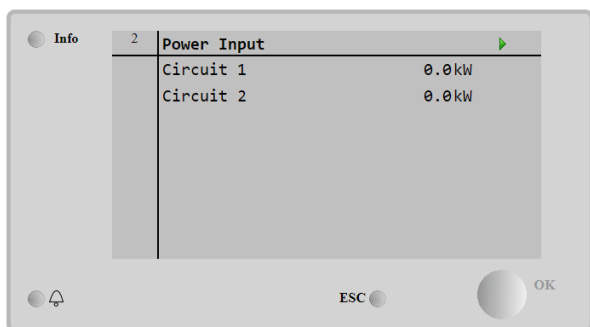 Info
2 Power Input
Circuit 1 0.0kW
Circuit 2 0.0kW
ESC
OK